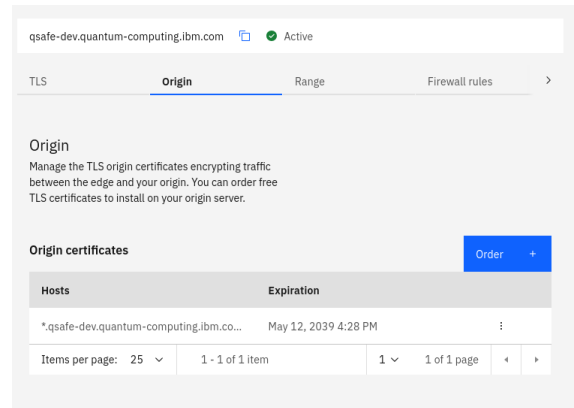 qsafe-dev.quantum-computing.ibm.com Active
TLS Origin Range Firewall rules
Origin
Manage the TLS origin certificates encrypting traffic
between the edge and your origin. You can order free
TLS certificates to install on your origin server.
Origin certificates
Order +
Hosts Expiration
*.qsafe-dev.quantum-computing.ibm.co... May 12, 2039 4:28 PM
Items per page: 25 1 - 1 of 1 item 1 1 of 1 page